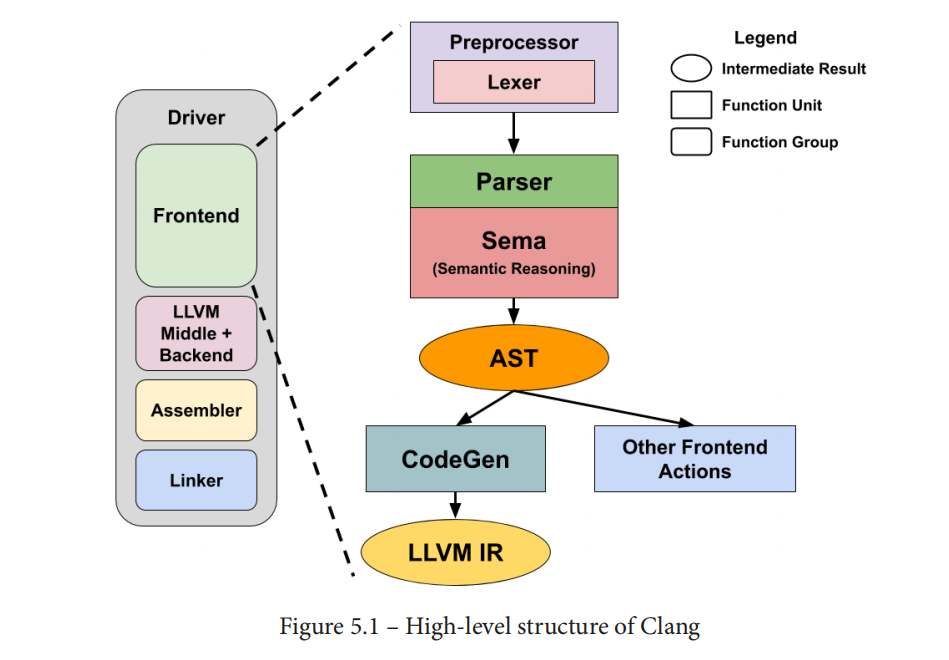 Driver
Frontend
LLVM
Middle +
Backend
Assembler
Linker
Preprocessor
Lexer
Parser
Sema
(Semantic Reasoning)
AST
CodeGen
Other Frontend
Actions
LLVM IR
Legend
Intermediate Result
Function Unit
Function Group
Figure 5.1 – High-level structure of Clang